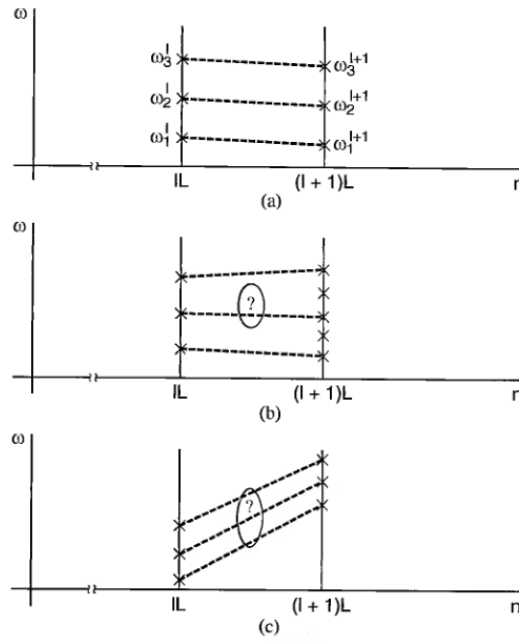 ω
ω₃ˡ ω₃ˡ⁺¹
ω₂ˡ ω₂ˡ⁺¹
ω₁ˡ ω₁ˡ⁺¹
lL (l + 1)L n
(a)
ω
?
lL (l + 1)L n
(b)
ω
?
lL (l + 1)L n
(c)